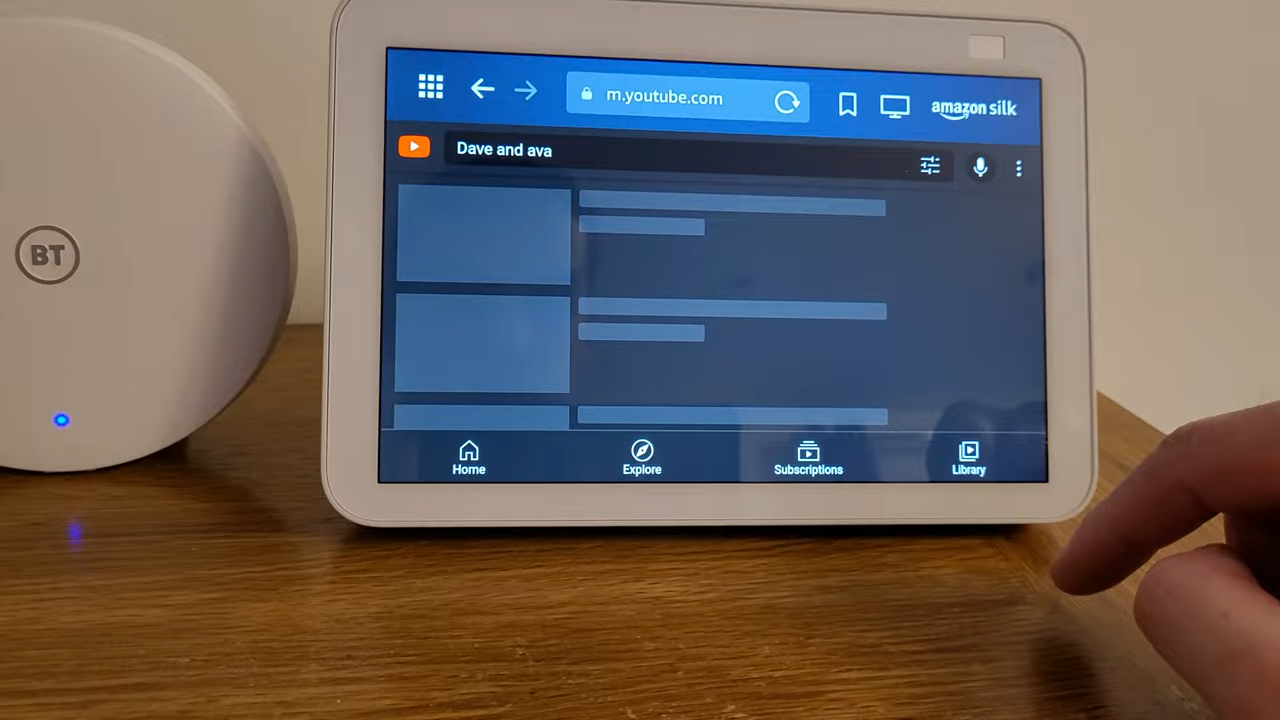 BT
m.youtube.com
amazon silk
Dave and ava
Home
Explore
Subscriptions
Library